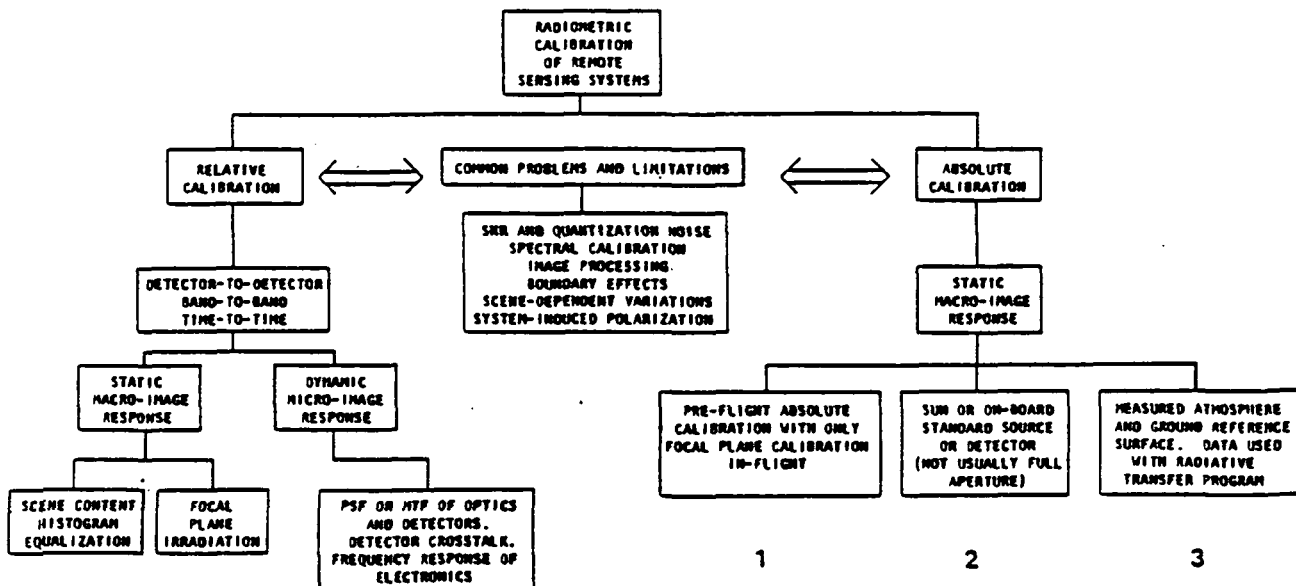 RADIOMETRIC
CALIBRATION
OF REMOTE
SENSING SYSTEMS
RELATIVE
CALIBRATION
COMMON PROBLEMS AND LIMITATIONS
ABSOLUTE
CALIBRATION
SNR AND QUANTIZATION NOISE
SPECTRAL CALIBRATION
IMAGE PROCESSING.
BOUNDARY EFFECTS
SCENE-DEPENDENT VARIATIONS
SYSTEM-INDUCED POLARIZATION
DETECTOR-TO-DETECTOR
BAND-TO-BAND
TIME-TO-TIME
STATIC
MACRO-IMAGE
RESPONSE
STATIC
MACRO-IMAGE
RESPONSE
DYNAMIC
MICRO-IMAGE
RESPONSE
PRE-FLIGHT ABSOLUTE
CALIBRATION WITH ONLY
FOCAL PLANE CALIBRATION
IN-FLIGHT
SUN OR ON-BOARD
STANDARD SOURCE
OR DETECTOR
(NOT USUALLY FULL
APERTURE)
MEASURED ATMOSPHERE
AND GROUND REFERENCE
SURFACE. DATA USED
WITH RADIATIVE
TRANSFER PROGRAM
SCENE CONTENT
HISTOGRAM
EQUALIZATION
FOCAL
PLANE
IRRADIATION
PSF OR MTF OF OPTICS
AND DETECTORS.
DETECTOR CROSSTALK.
FREQUENCY RESPONSE OF
ELECTRONICS
1
2
3